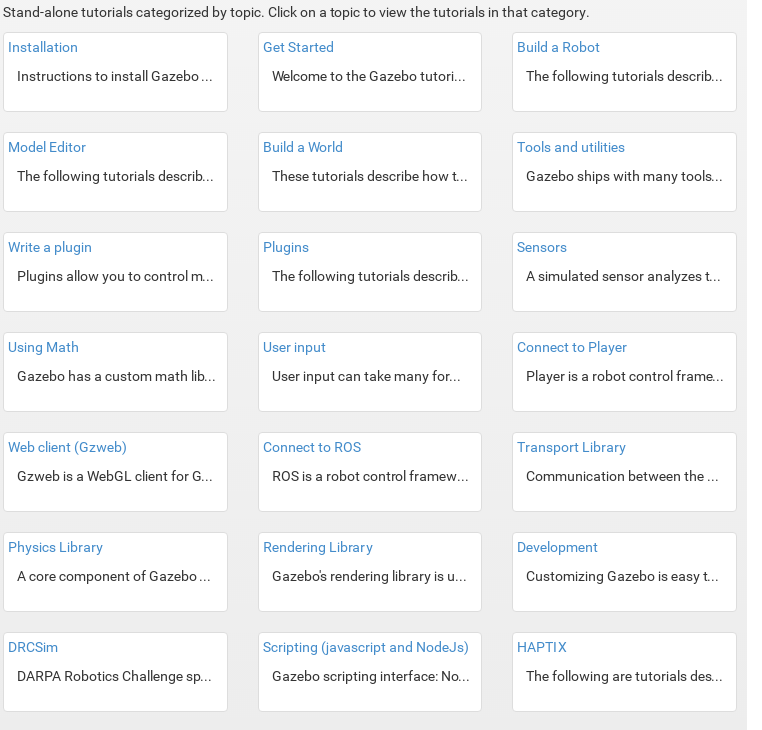 Stand-alone tutorials categorized by topic. Click on a topic to view the tutorials in that category.
Installation
Instructions to install Gazebo ...
Get Started
Welcome to the Gazebo tutori...
Build a Robot
The following tutorials describ...
Model Editor
The following tutorials describ...
Build a World
These tutorials describe how t...
Tools and utilities
Gazebo ships with many tools...
Write a plugin
Plugins allow you to control m...
Plugins
The following tutorials describ...
Sensors
A simulated sensor analyzes t...
Using Math
Gazebo has a custom math lib...
User input
User input can take many for...
Connect to Player
Player is a robot control frame...
Web client (Gzweb)
Gzweb is a WebGL client for G...
Connect to ROS
ROS is a robot control framew...
Transport Library
Communication between the ...
Physics Library
A core component of Gazebo ...
Rendering Library
Gazebo's rendering library is u...
Development
Customizing Gazebo is easy t...
DRCSim
DARPA Robotics Challenge sp...
Scripting (javascript and NodeJs)
Gazebo scripting interface: No...
HAPTIX
The following are tutorials des...